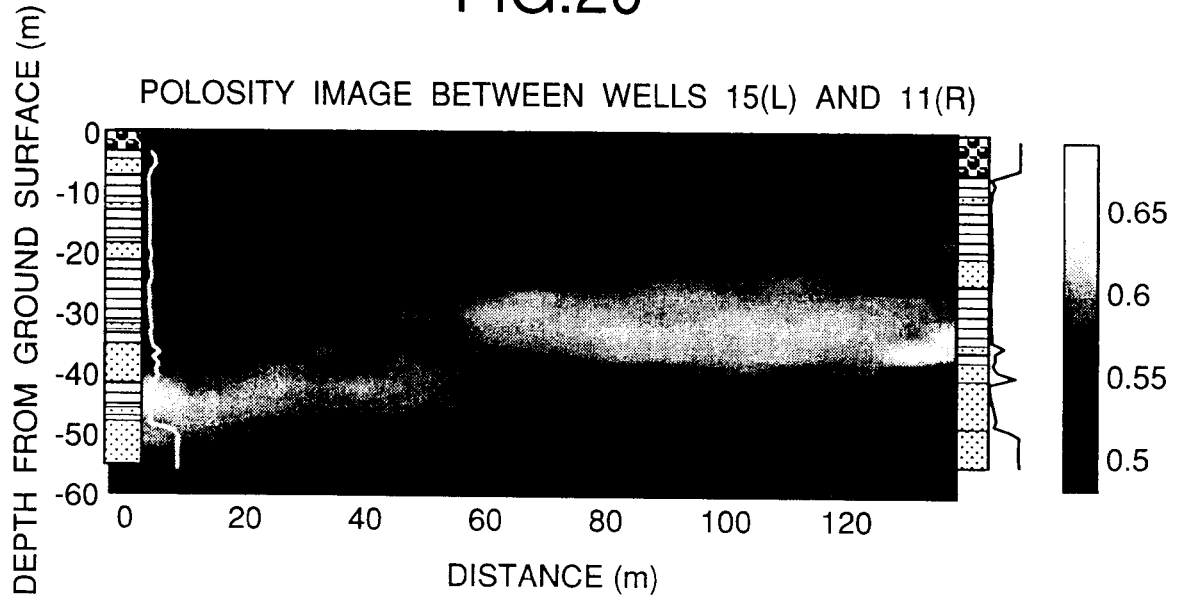 POLOSITY IMAGE BETWEEN WELLS 15(L) AND 11(R)
DEPTH FROM GROUND SURFACE (m)
0
-10
-20
-30
-40
-50
-60
0 20 40 60 80 100 120
DISTANCE (m)
0.65
0.6
0.55
0.5